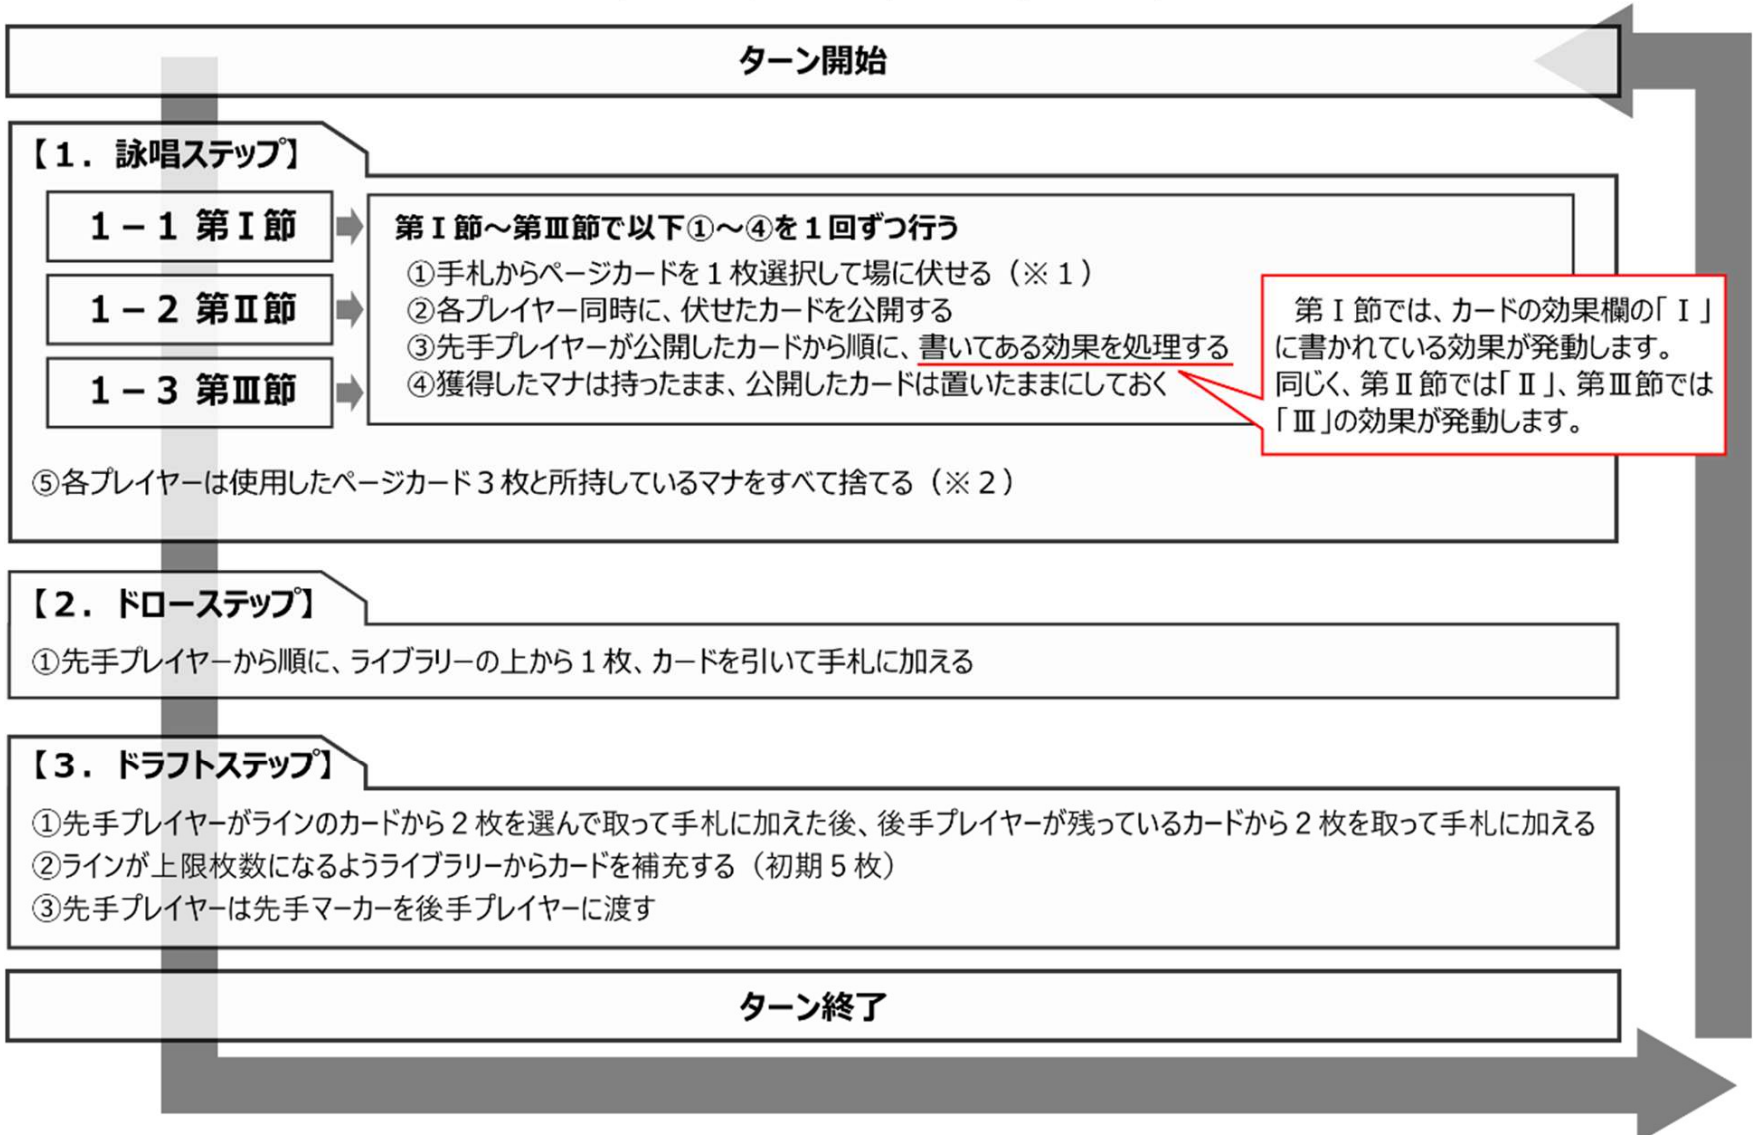 ターン開始
【１．詠唱ステップ】
１－１ 第Ⅰ節
１－２ 第Ⅱ節
１－３ 第Ⅲ節
第Ⅰ節～第Ⅲ節で以下①～④を１回ずつ行う
①手札からページカードを１枚選択して場に伏せる（※１）
②各プレイヤー同時に、伏せたカードを公開する
③先手プレイヤーが公開したカードから順に、書いてある効果を処理する
④獲得したマナは持ったまま、公開したカードは置いたままにしておく
第Ⅰ節では、カードの効果欄の「Ⅰ」
に書かれている効果が発動します。
同じく、第Ⅱ節では「Ⅱ」、第Ⅲ節では
「Ⅲ」の効果が発動します。
⑤各プレイヤーは使用したページカード３枚と所持しているマナをすべて捨てる（※２）
【２．ドローステップ】
①先手プレイヤーから順に、ライブラリーの上から１枚、カードを引いて手札に加える
【３．ドラフトステップ】
①先手プレイヤーがラインのカードから２枚を選んで取って手札に加えた後、後手プレイヤーが残っているカードから２枚を取って手札に加える
②ラインが上限枚数になるようライブラリーからカードを補充する（初期５枚）
③先手プレイヤーは先手マーカーを後手プレイヤーに渡す
ターン終了